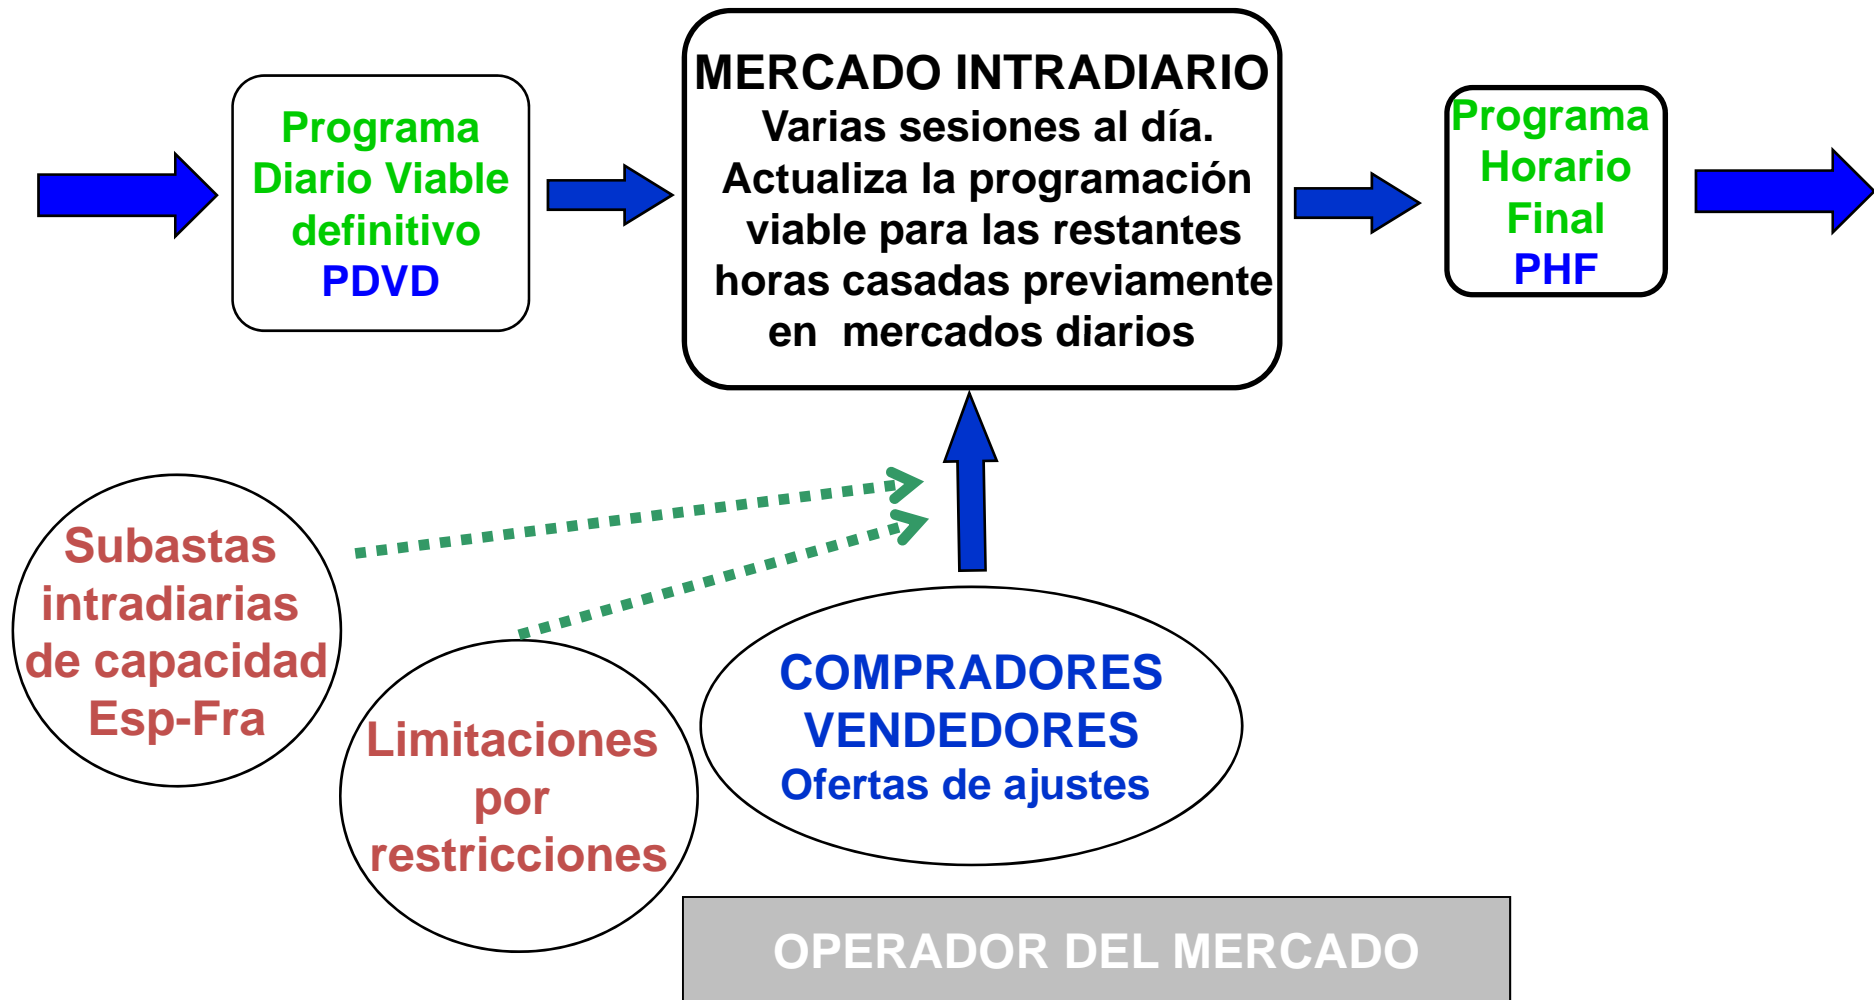 Programa
Diario Viable
definitivo
PDVD
MERCADO INTRADIARIO
Varias sesiones al día.
Actualiza la programación
viable para las restantes
horas casadas previamente
en mercados diarios
Programa
Horario
Final
PHF
Subastas
intradiarias
de capacidad
Esp-Fra
Limitaciones
por
restricciones
COMPRADORES
VENDEDORES
Ofertas de ajustes
OPERADOR DEL MERCADO